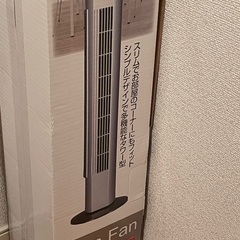 スリムでお部屋のコーナーにもフィット
シンプルデザインで多機能なタワー型
Fan